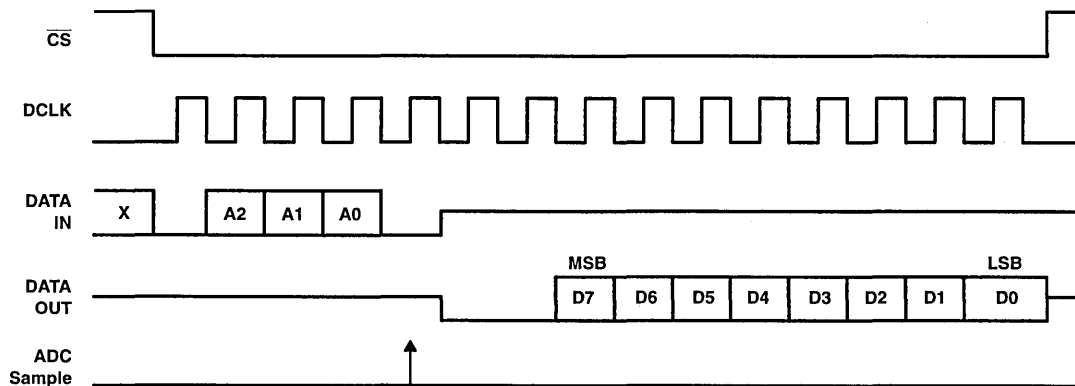 CS
DCLK
DATA
IN
X
A2 A1 A0
DATA
OUT
MSB LSB
D7 D6 D5 D4 D3 D2 D1 D0
ADC
Sample